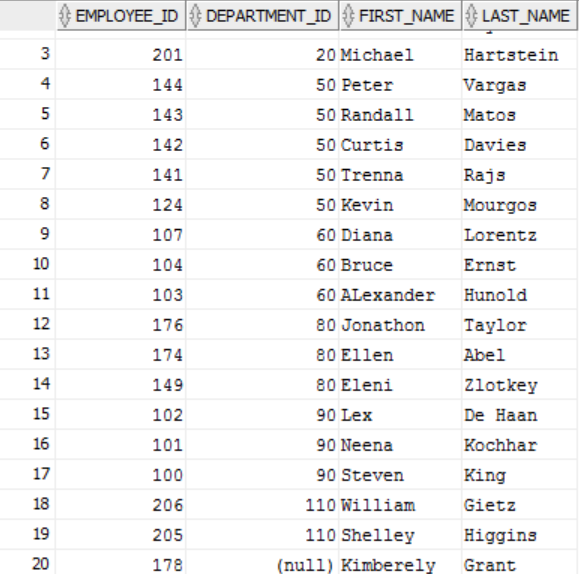 EMPLOYEE_ID DEPARTMENT_ID FIRST_NAME LAST_NAME
3 201 20 Michael Hartstein
4 144 50 Peter Vargas
5 143 50 Randall Matos
6 142 50 Curtis Davies
7 141 50 Trenna Rajs
8 124 50 Kevin Mourgos
9 107 60 Diana Lorentz
10 104 60 Bruce Ernst
11 103 60 ALexander Hunold
12 176 80 Jonathon Taylor
13 174 80 Ellen Abel
14 149 80 Eleni Zlotkey
15 102 90 Lex De Haan
16 101 90 Neena Kochhar
17 100 90 Steven King
18 206 110 William Gietz
19 205 110 Shelley Higgins
20 178 (null) Kimberely Grant